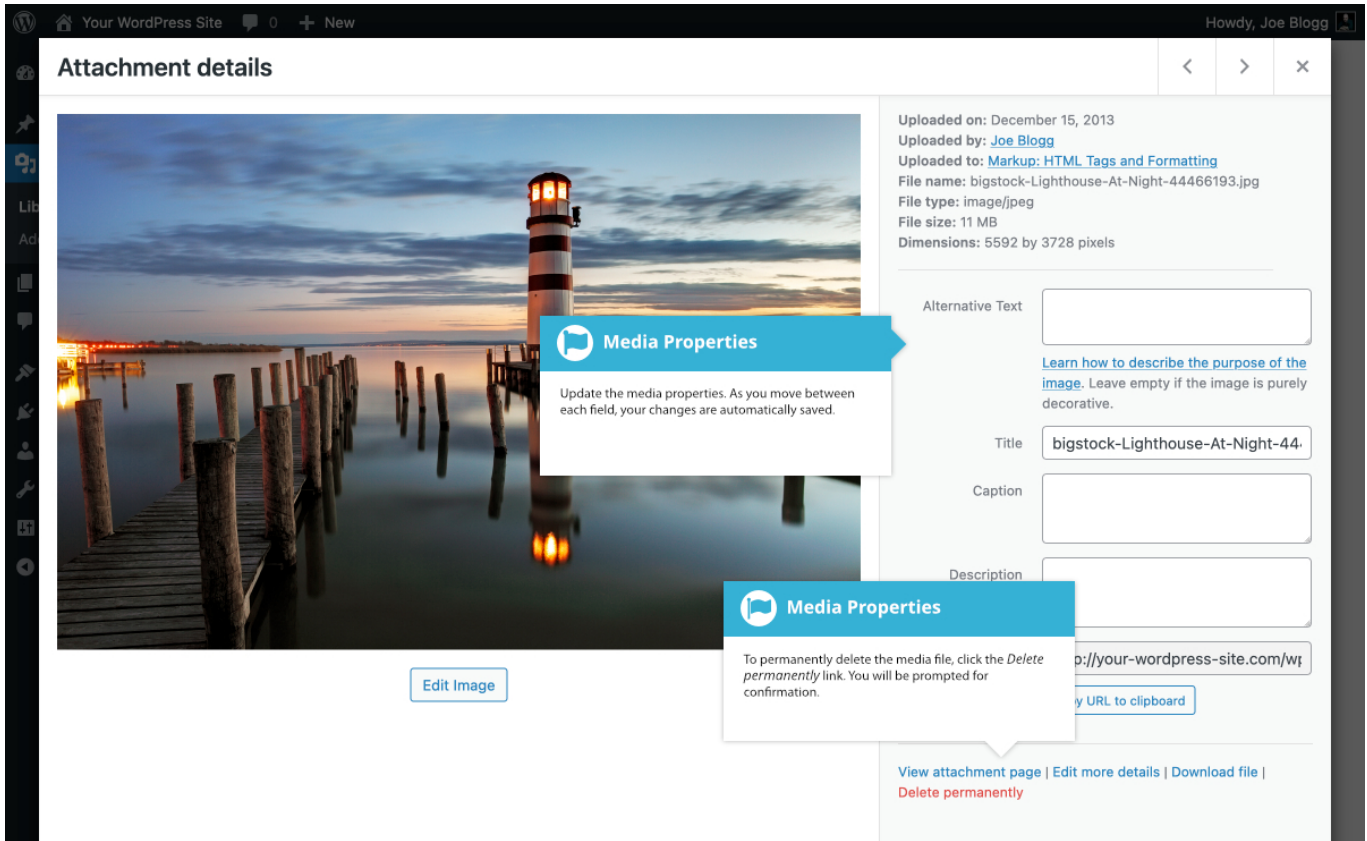 Your WordPress Site 0 New
Howdy, Joe Blogg
Attachment details
Lib
Ad
Uploaded on: December 15, 2013
Uploaded by: Joe Blogg
Uploaded to: Markup: HTML Tags and Formatting
File name: bigstock-Lighthouse-At-Night-44466193.jpg
File type: image/jpeg
File size: 11 MB
Dimensions: 5592 by 3728 pixels
Alternative Text
Learn how to describe the purpose of the
image. Leave empty if the image is purely
decorative.
Media Properties
Update the media properties. As you move between
each field, your changes are automatically saved.
Title
bigstock-Lighthouse-At-Night-44
Caption
Description
Media Properties
To permanently delete the media file, click the Delete
permanently link. You will be prompted for
confirmation.
p://your-wordpress-site.com/wp
y URL to clipboard
Edit Image
View attachment page | Edit more details | Download file |
Delete permanently